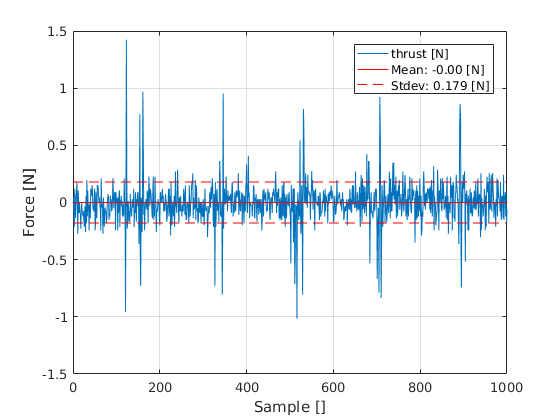 1.5
1
0.5
0
-0.5
-1
-1.5
Force [N]
thrust [N]
Mean: -0.00 [N]
Stdev: 0.179 [N]
0 200 400 600 800 1000
Sample []